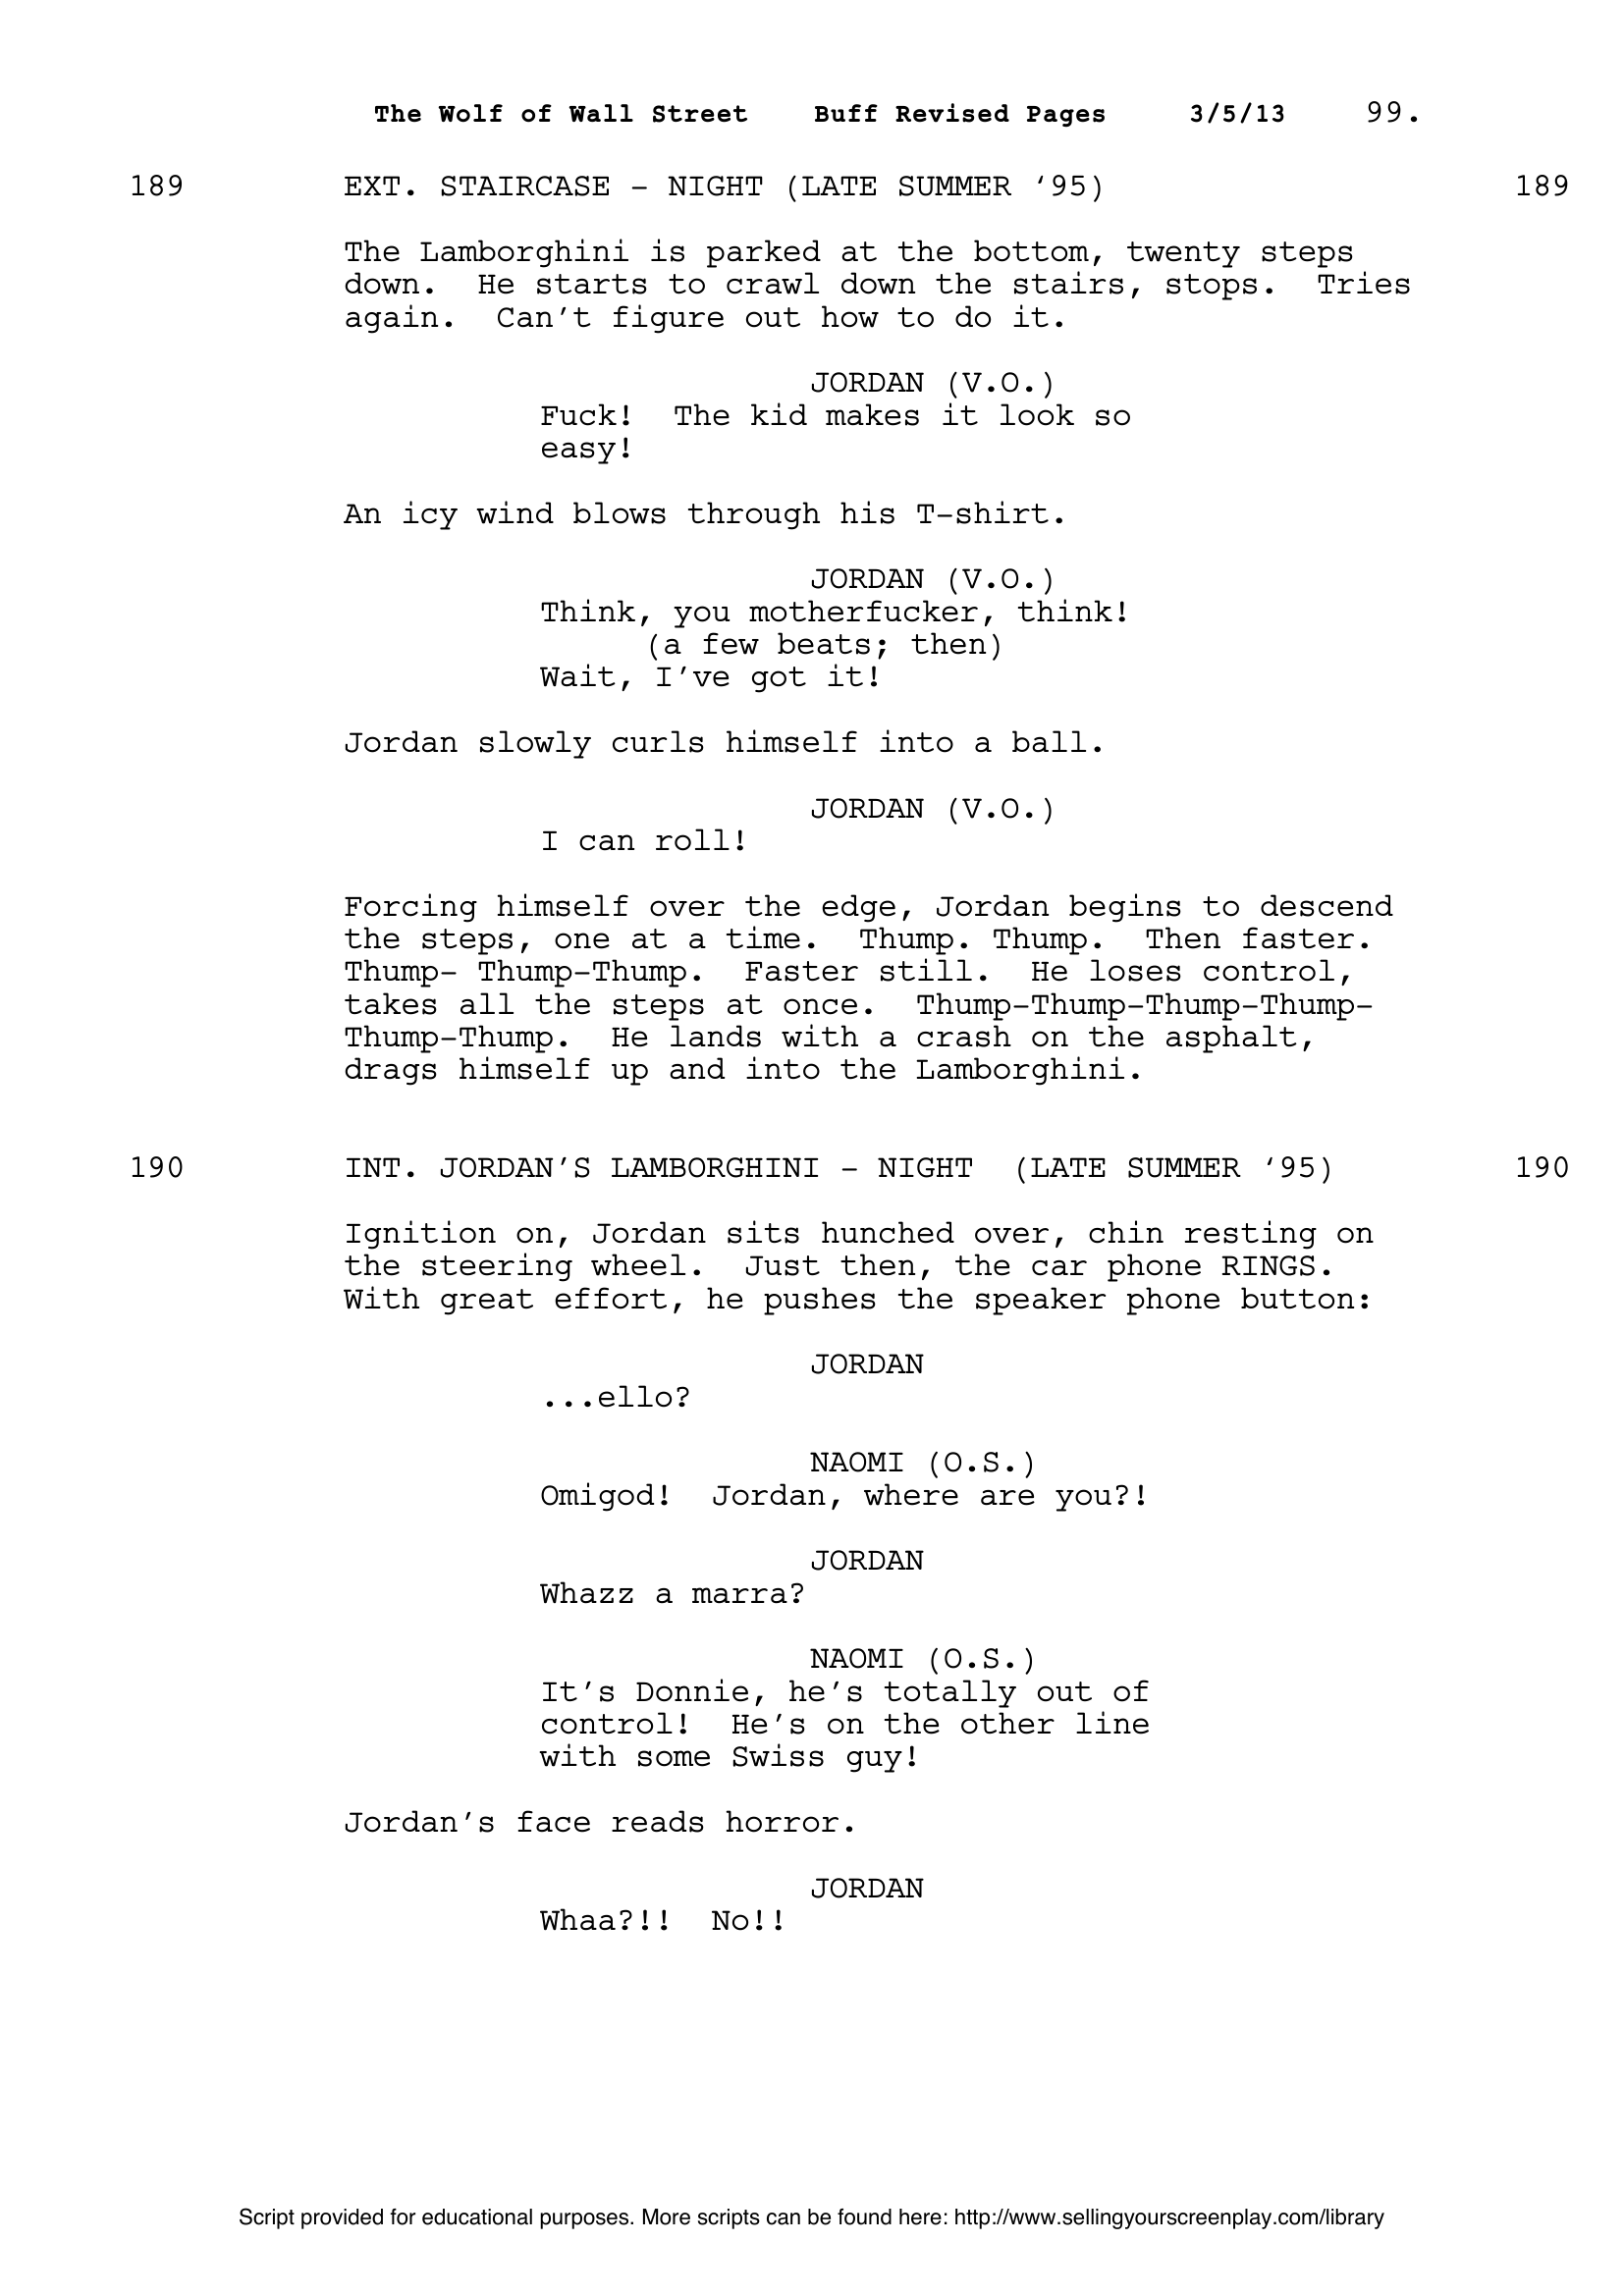 The Wolf of Wall Street    Buff Revised Pages    3/5/13    99.
189    EXT. STAIRCASE - NIGHT (LATE SUMMER ‘95)    189
The Lamborghini is parked at the bottom, twenty steps
down.  He starts to crawl down the stairs, stops.  Tries
again.  Can’t figure out how to do it.
JORDAN (V.O.)
Fuck!  The kid makes it look so
easy!
An icy wind blows through his T-shirt.
JORDAN (V.O.)
Think, you motherfucker, think!
(a few beats; then)
Wait, I’ve got it!
Jordan slowly curls himself into a ball.
JORDAN (V.O.)
I can roll!
Forcing himself over the edge, Jordan begins to descend
the steps, one at a time.  Thump. Thump.  Then faster.
Thump- Thump-Thump.  Faster still.  He loses control,
takes all the steps at once.  Thump-Thump-Thump-Thump-
Thump-Thump.  He lands with a crash on the asphalt,
drags himself up and into the Lamborghini.
190    INT. JORDAN’S LAMBORGHINI - NIGHT  (LATE SUMMER ‘95)    190
Ignition on, Jordan sits hunched over, chin resting on
the steering wheel.  Just then, the car phone RINGS.
With great effort, he pushes the speaker phone button:
JORDAN
...ello?
NAOMI (O.S.)
Omigod!  Jordan, where are you?!
JORDAN
Whazz a marra?
NAOMI (O.S.)
It’s Donnie, he’s totally out of
control!  He’s on the other line
with some Swiss guy!
Jordan’s face reads horror.
JORDAN
Whaa?!!  No!!
Script provided for educational purposes. More scripts can be found here: http://www.sellingyourscreenplay.com/library